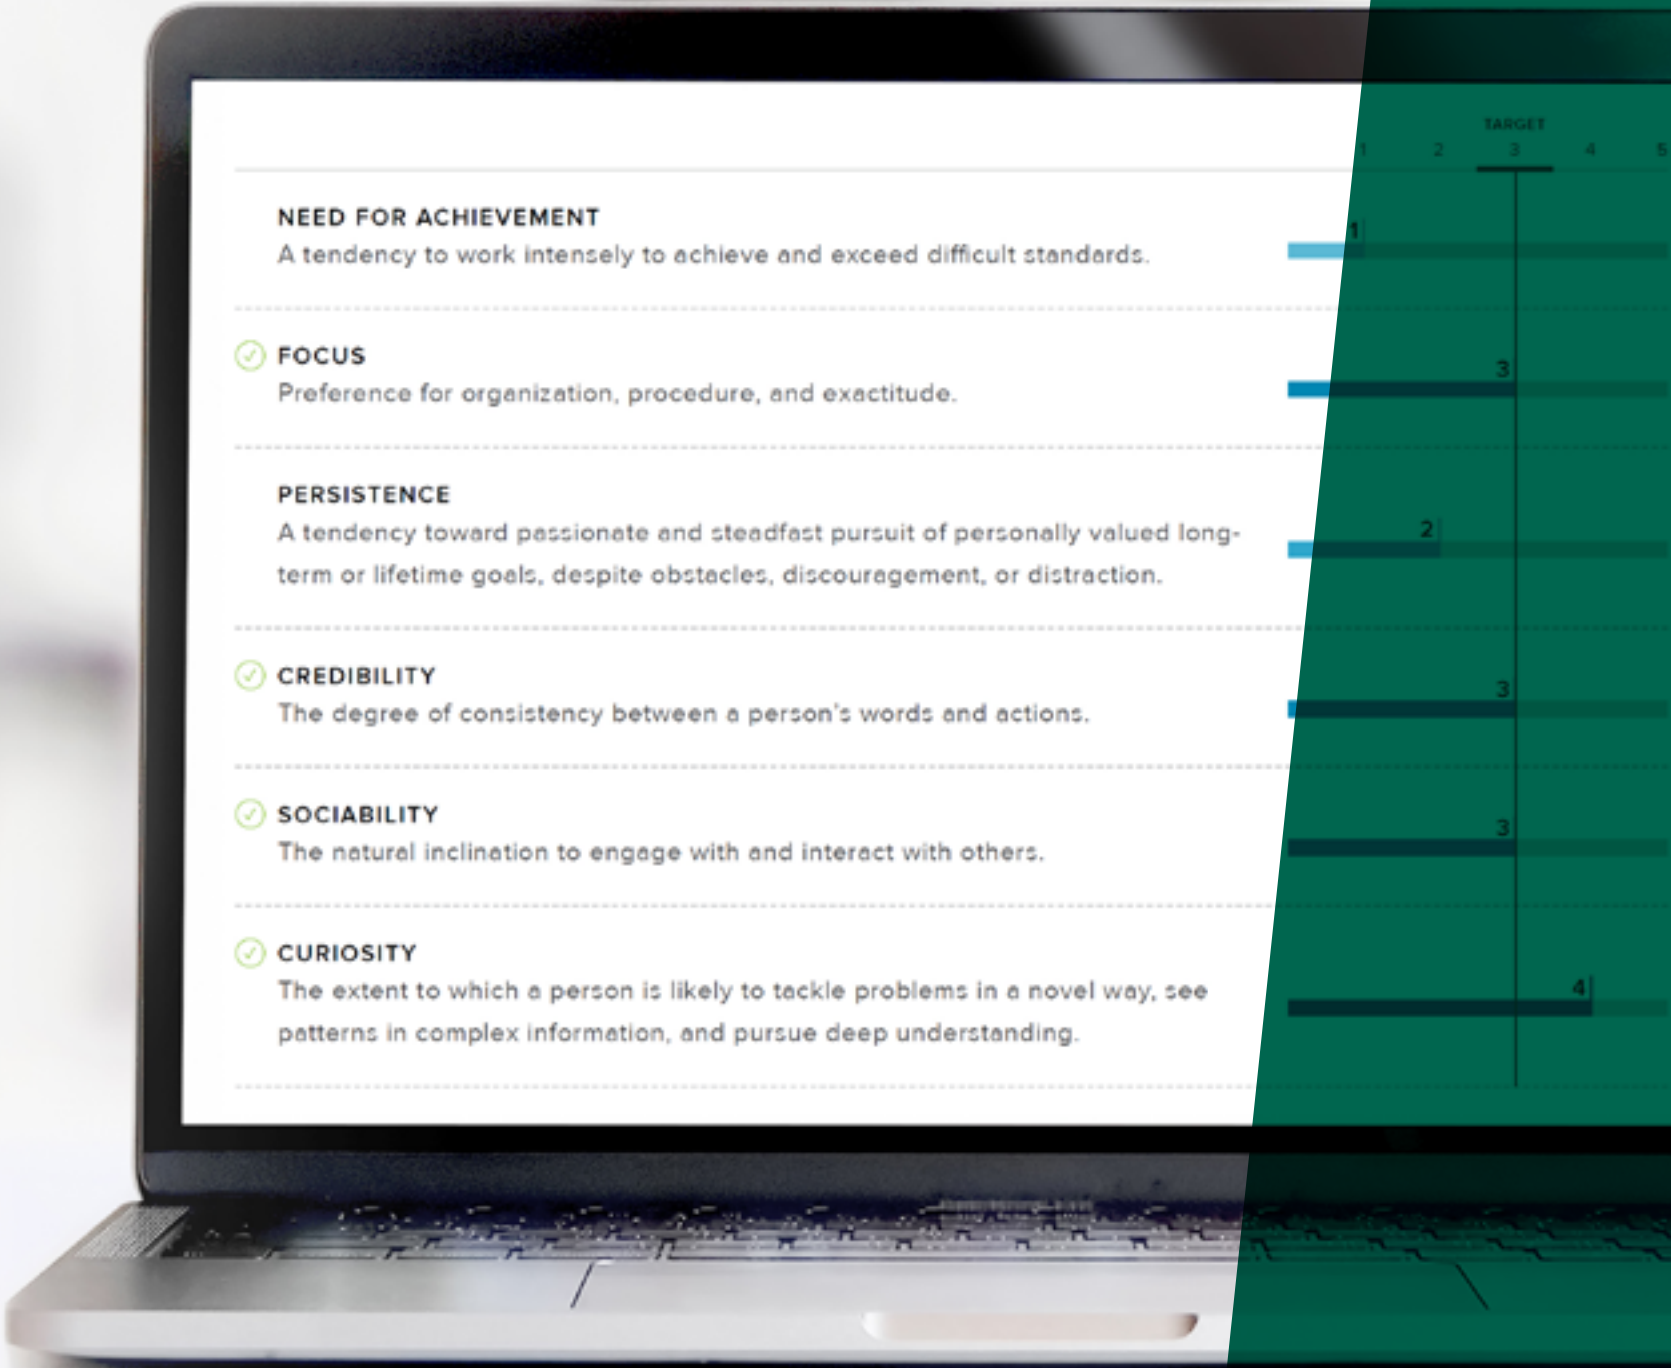 TARGET
1 2 3 4 5
NEED FOR ACHIEVEMENT
1
A tendency to work intensely to achieve and exceed difficult standards.
FOCUS
3
Preference for organization, procedure, and exactitude.
PERSISTENCE
A tendency toward passionate and steadfast pursuit of personally valued long-
2
term or lifetime goals, despite obstacles, discouragement, or distraction.
CREDIBILITY
3
The degree of consistency between a person's words and actions.
SOCIABILITY
3
The natural inclination to engage with and interact with others.
CURIOSITY
The extent to which a person is likely to tackle problems in a novel way, see
4
patterns in complex information, and pursue deep understanding.